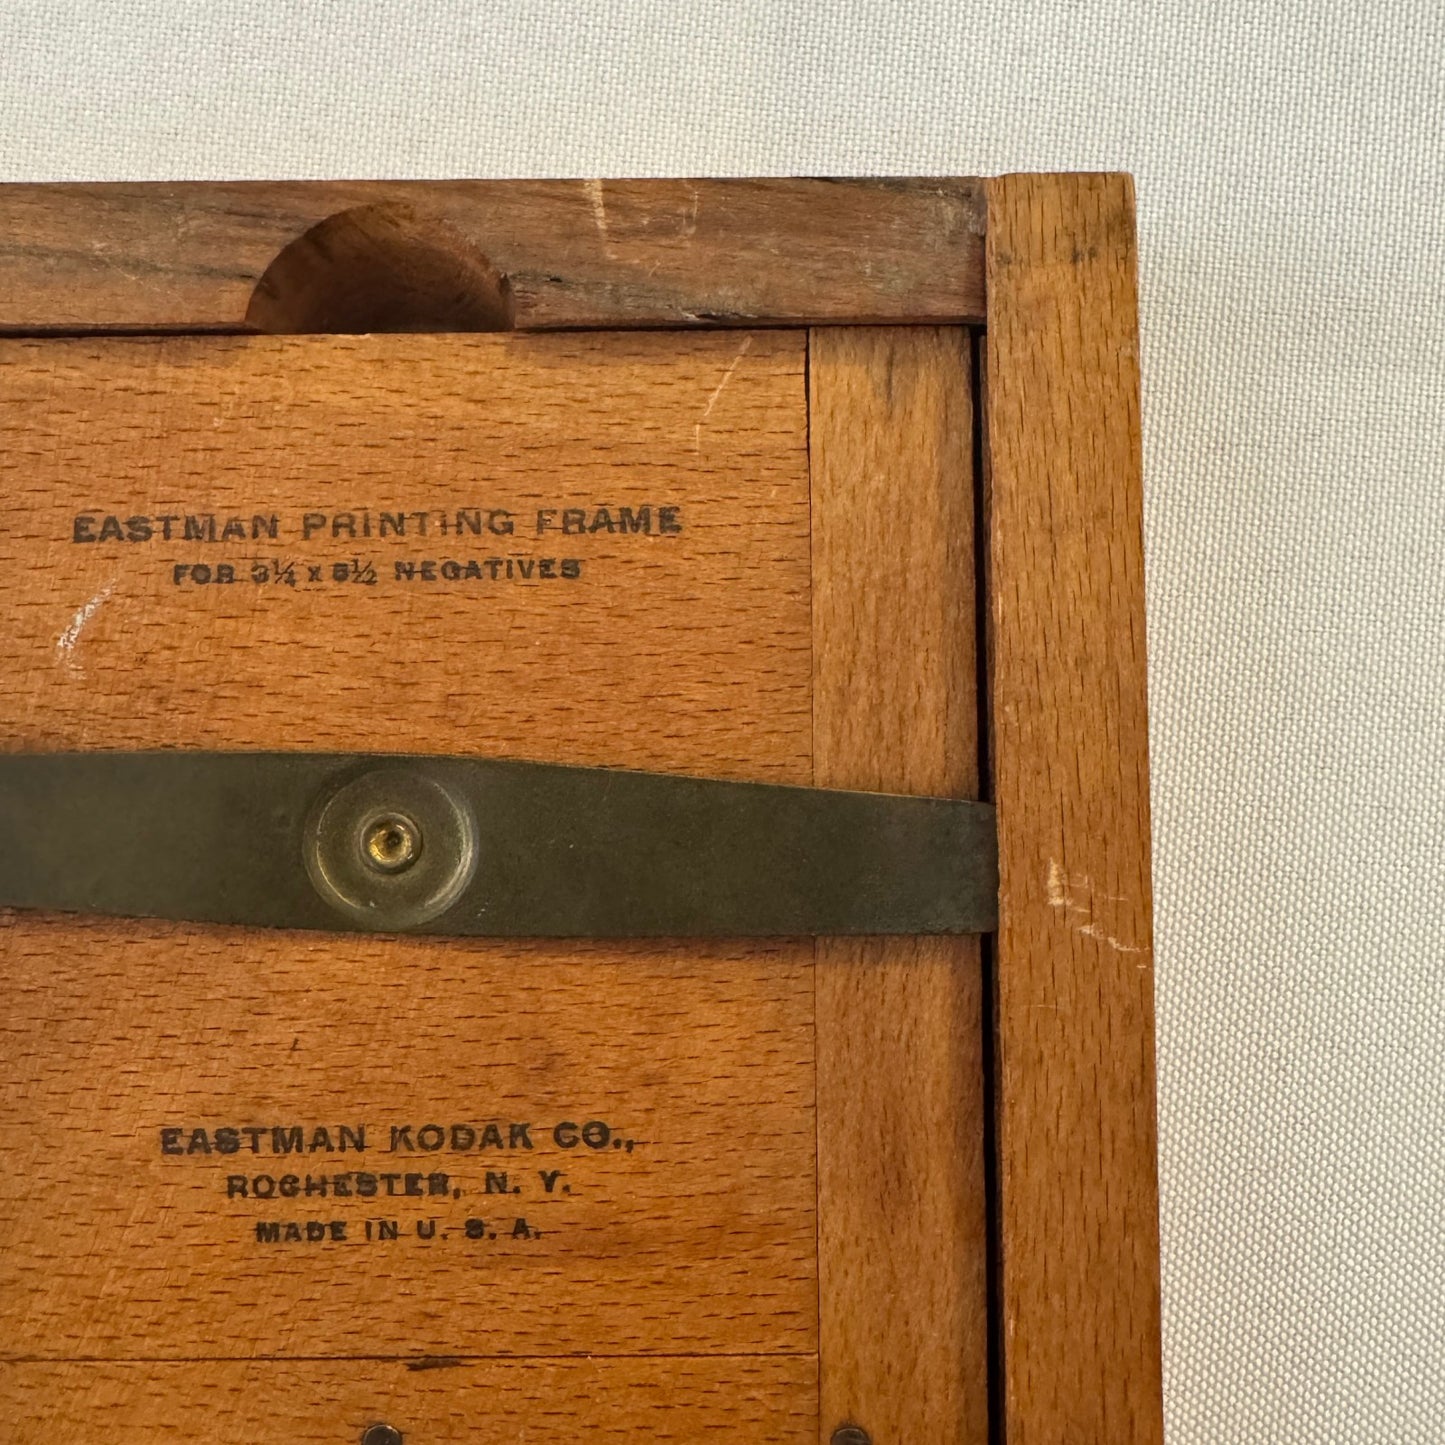 EASTMAN PRINTING FRAME
FOR 3¼ x 5½ NEGATIVES
EASTMAN KODAK CO.,
ROCHESTER, N. Y.
MADE IN U. S. A.